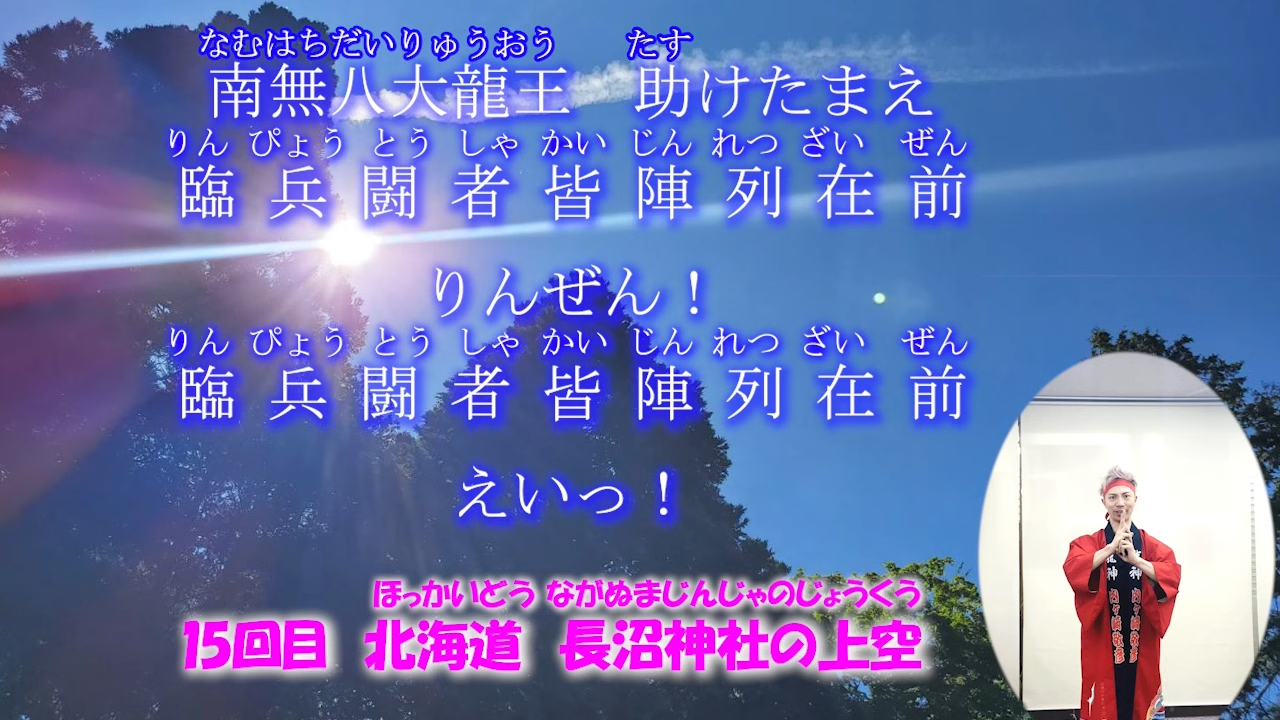 なむはちだいりゅうおう　たす
南無八大龍王　助けたまえ
りん ぴょう とう しゃ かい じん れつ ざい ぜん
臨 兵 闘 者 皆 陣 列 在 前
りんぜん！
りん ぴょう とう しゃ かい じん れつ ざい ぜん
臨 兵 闘 者 皆 陣 列 在 前
えいっ！
ほっかいどう ながぬまじんじゃのじょうくう
15回目　北海道　長沼神社の上空